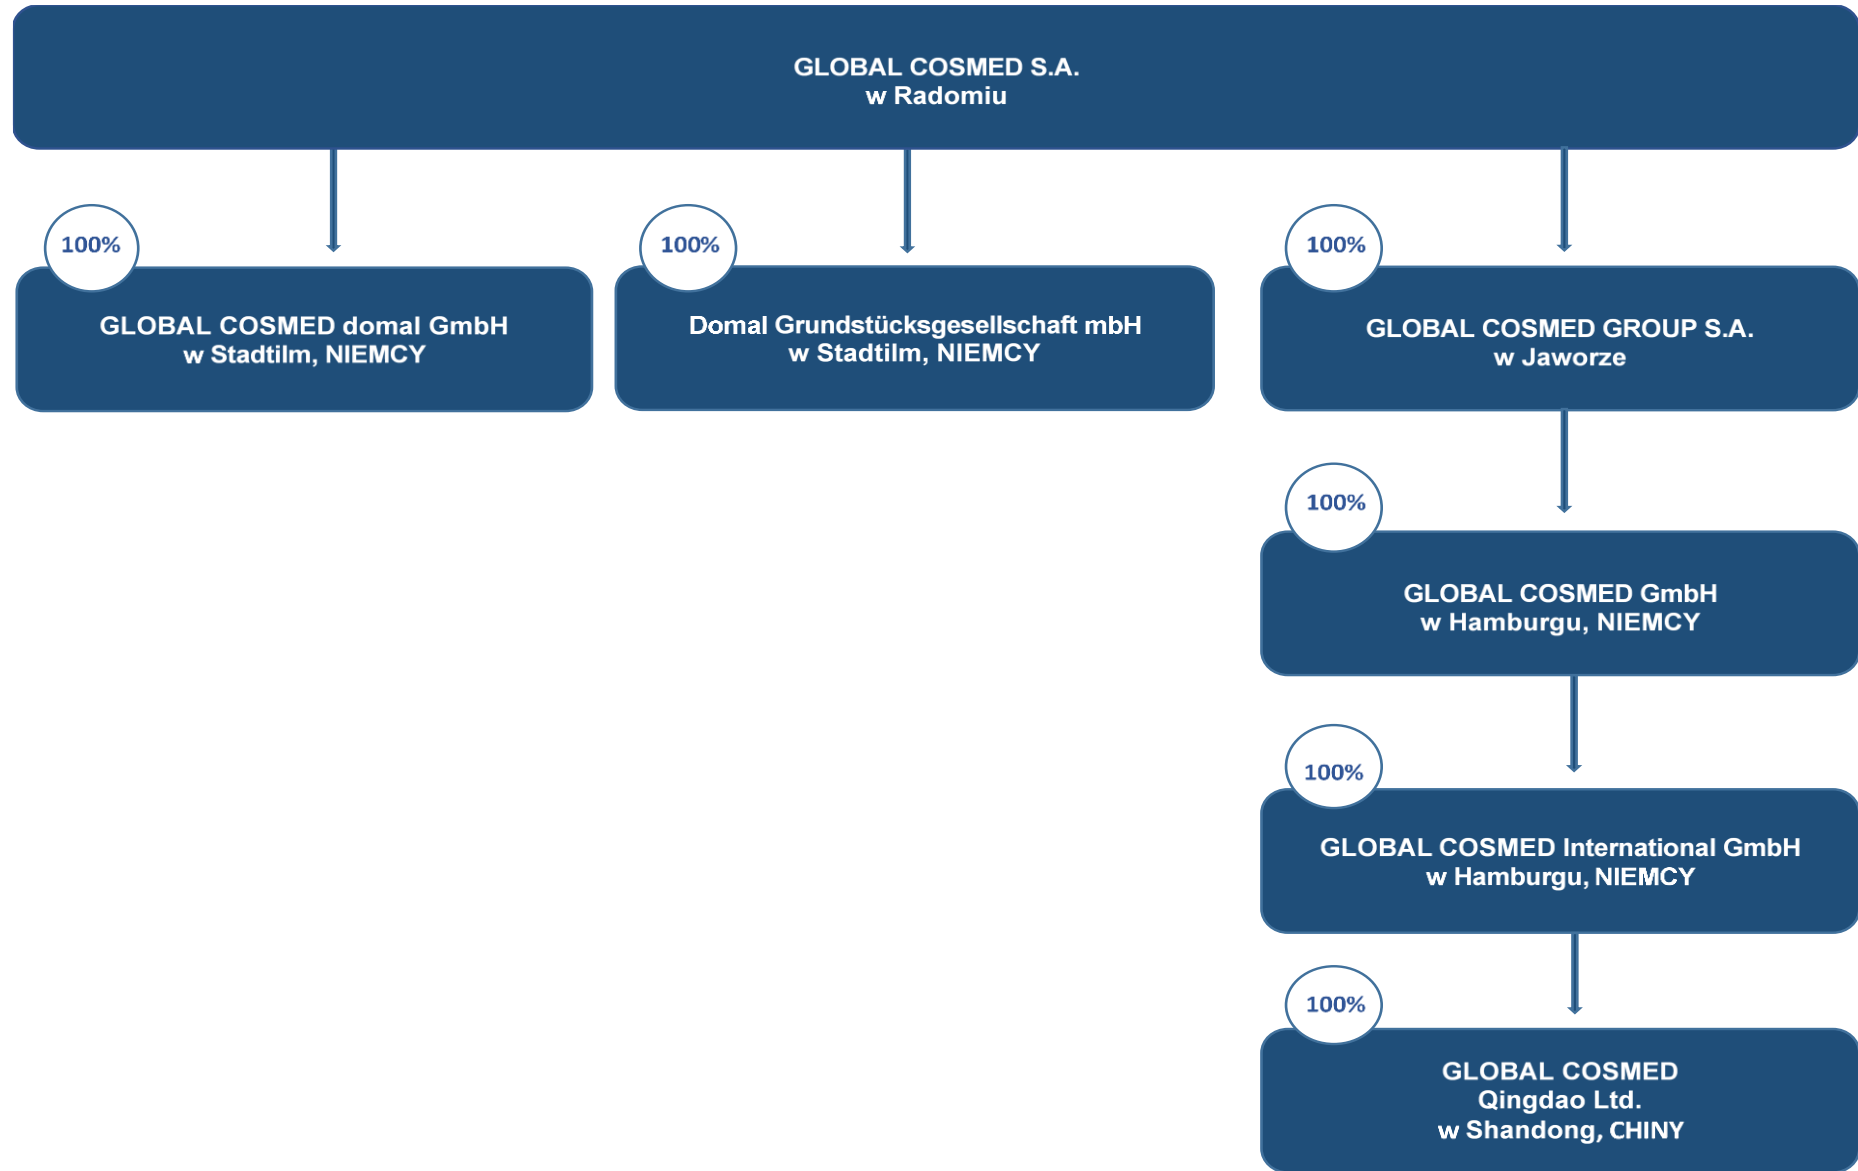 GLOBAL COSMED S.A.
w Radomiu
100%
GLOBAL COSMED domal GmbH
w Stadtilm, NIEMCY
100%
Domal Grundstücksgesellschaft mbH
w Stadtilm, NIEMCY
100%
GLOBAL COSMED GROUP S.A.
w Jaworze
100%
GLOBAL COSMED GmbH
w Hamburgu, NIEMCY
100%
GLOBAL COSMED International GmbH
w Hamburgu, NIEMCY
100%
GLOBAL COSMED
Qingdao Ltd.
w Shandong, CHINY